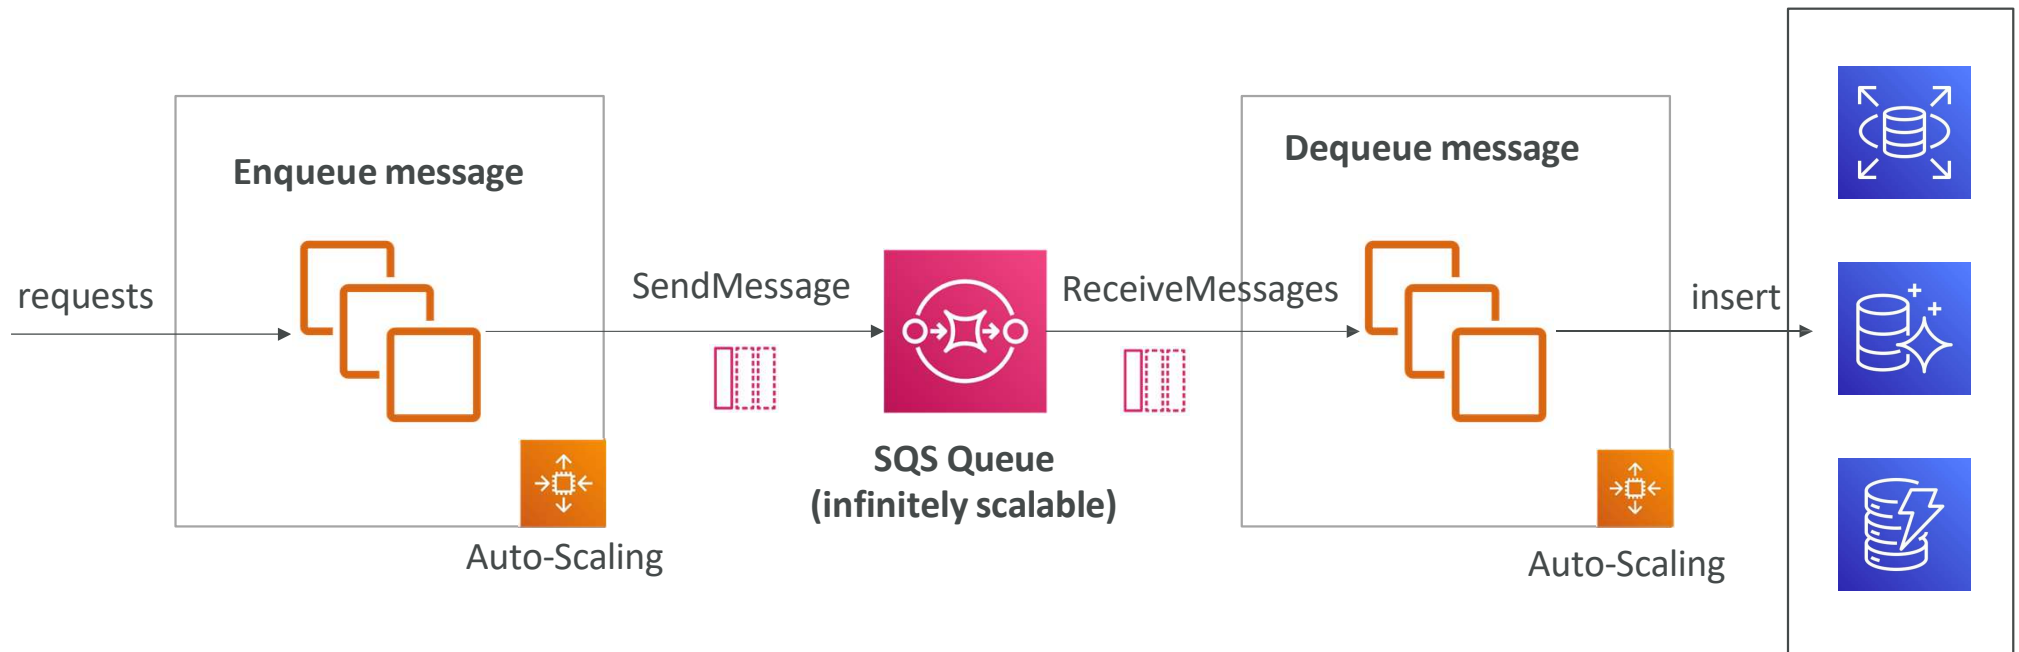 requests
Enqueue message
Auto-Scaling
SendMessage
SQS Queue
(infinitely scalable)
ReceiveMessages
Dequeue message
Auto-Scaling
insert